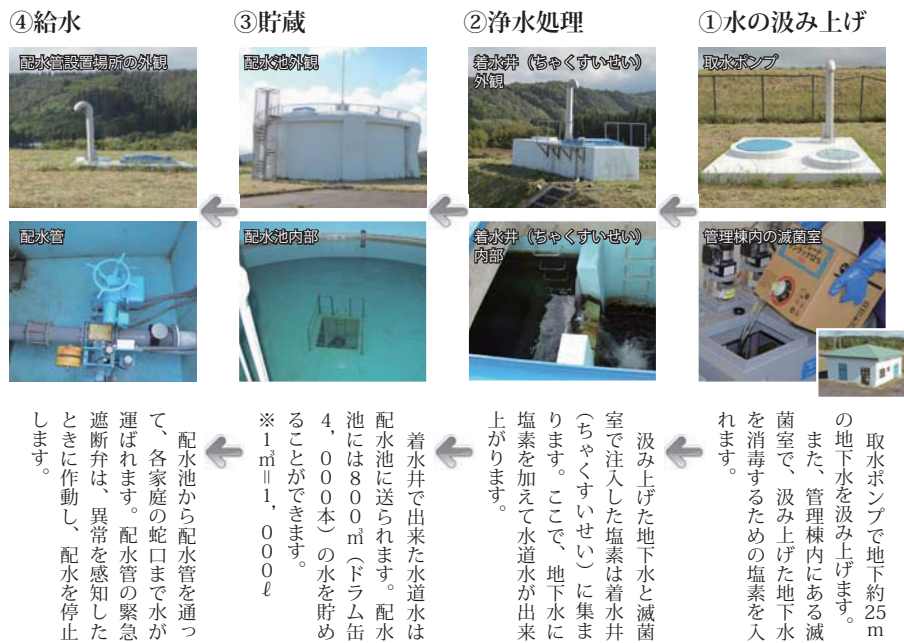 ①水の汲み上げ
取水ポンプ
管理棟内の滅菌室
取水ポンプで地下約25m
の地下水を汲み上げます。
また、管理棟内にある滅
菌室で、汲み上げた地下水
を消毒するための塩素を入
れます。
②浄水処理
着水井（ちゃくすいせい）
外観
着水井（ちゃくすいせい）
内部
汲み上げた地下水と滅菌
室で注入した塩素は着水井
（ちゃくすいせい）に集ま
ります。ここで、地下水に
塩素を加えて水道水が出来
上がります。
③貯蔵
配水池外観
配水池内部
着水井で出来た水道水は
配水池に送られます。配水
池には800㎥（ドラム缶
4，000本）の水を貯め
ることができます。
※1㎥＝1，000ℓ
④給水
配水管設置場所の外観
配水管
配水池から配水管を通っ
て、各家庭の蛇口まで水が
運ばれます。配水管の緊急
遮断弁は、異常を感知した
ときに作動し、配水を停止
します。